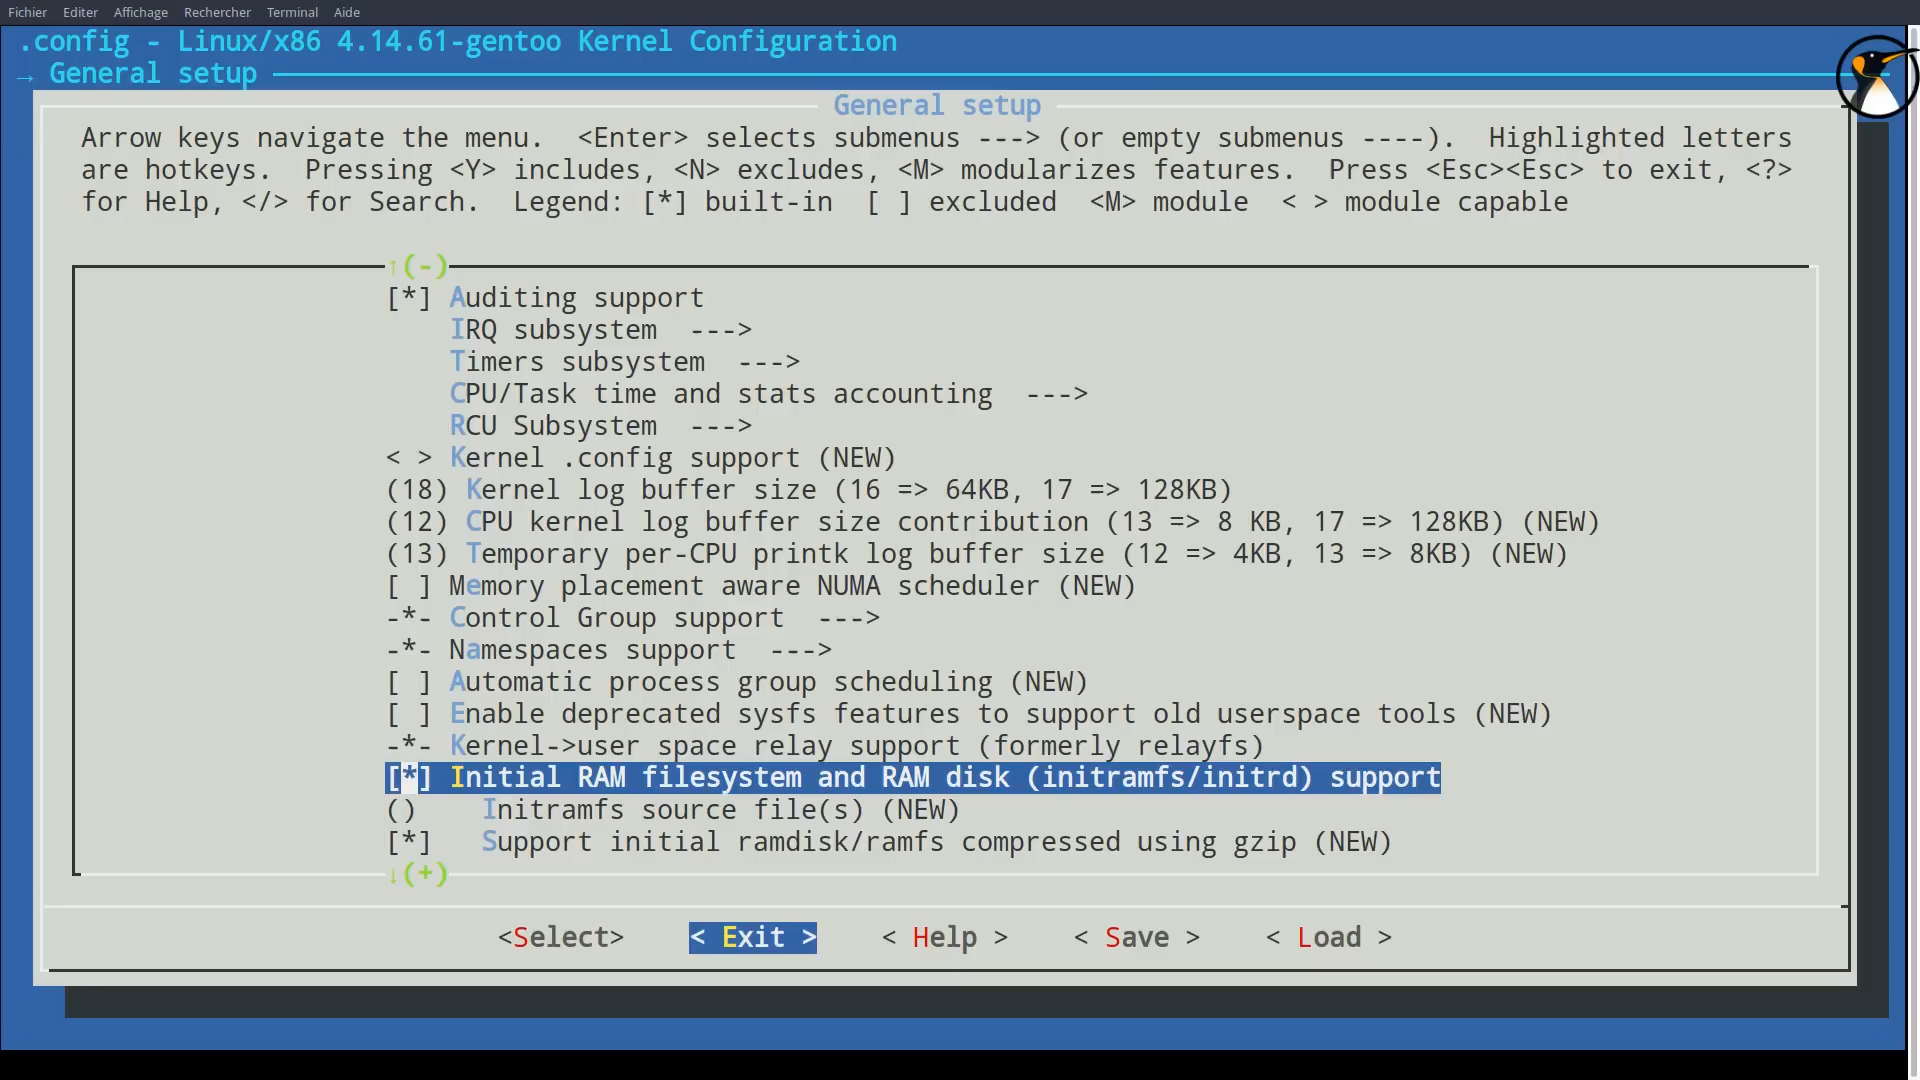 Fichier Editer Affichage Rechercher Terminal Aide
.config - Linux/x86 4.14.61-gentoo Kernel Configuration
→ General setup
General setup
Arrow keys navigate the menu.  <Enter> selects submenus ---> (or empty submenus ----).  Highlighted letters
are hotkeys.  Pressing <Y> includes, <N> excludes, <M> modularizes features.  Press <Esc><Esc> to exit, <?>
for Help, </> for Search.  Legend: [*] built-in  [ ] excluded  <M> module  < > module capable
↑(-)
[*] Auditing support
IRQ subsystem  --->
Timers subsystem  --->
CPU/Task time and stats accounting  --->
RCU Subsystem  --->
< > Kernel .config support (NEW)
(18) Kernel log buffer size (16 => 64KB, 17 => 128KB)
(12) CPU kernel log buffer size contribution (13 => 8 KB, 17 => 128KB) (NEW)
(13) Temporary per-CPU printk log buffer size (12 => 4KB, 13 => 8KB) (NEW)
[ ] Memory placement aware NUMA scheduler (NEW)
-*- Control Group support  --->
-*- Namespaces support  --->
[ ] Automatic process group scheduling (NEW)
[ ] Enable deprecated sysfs features to support old userspace tools (NEW)
-*- Kernel->user space relay support (formerly relayfs)
[*] Initial RAM filesystem and RAM disk (initramfs/initrd) support
()    Initramfs source file(s) (NEW)
[*]   Support initial ramdisk/ramfs compressed using gzip (NEW)
↓(+)
<Select>    < Exit >    < Help >    < Save >    < Load >